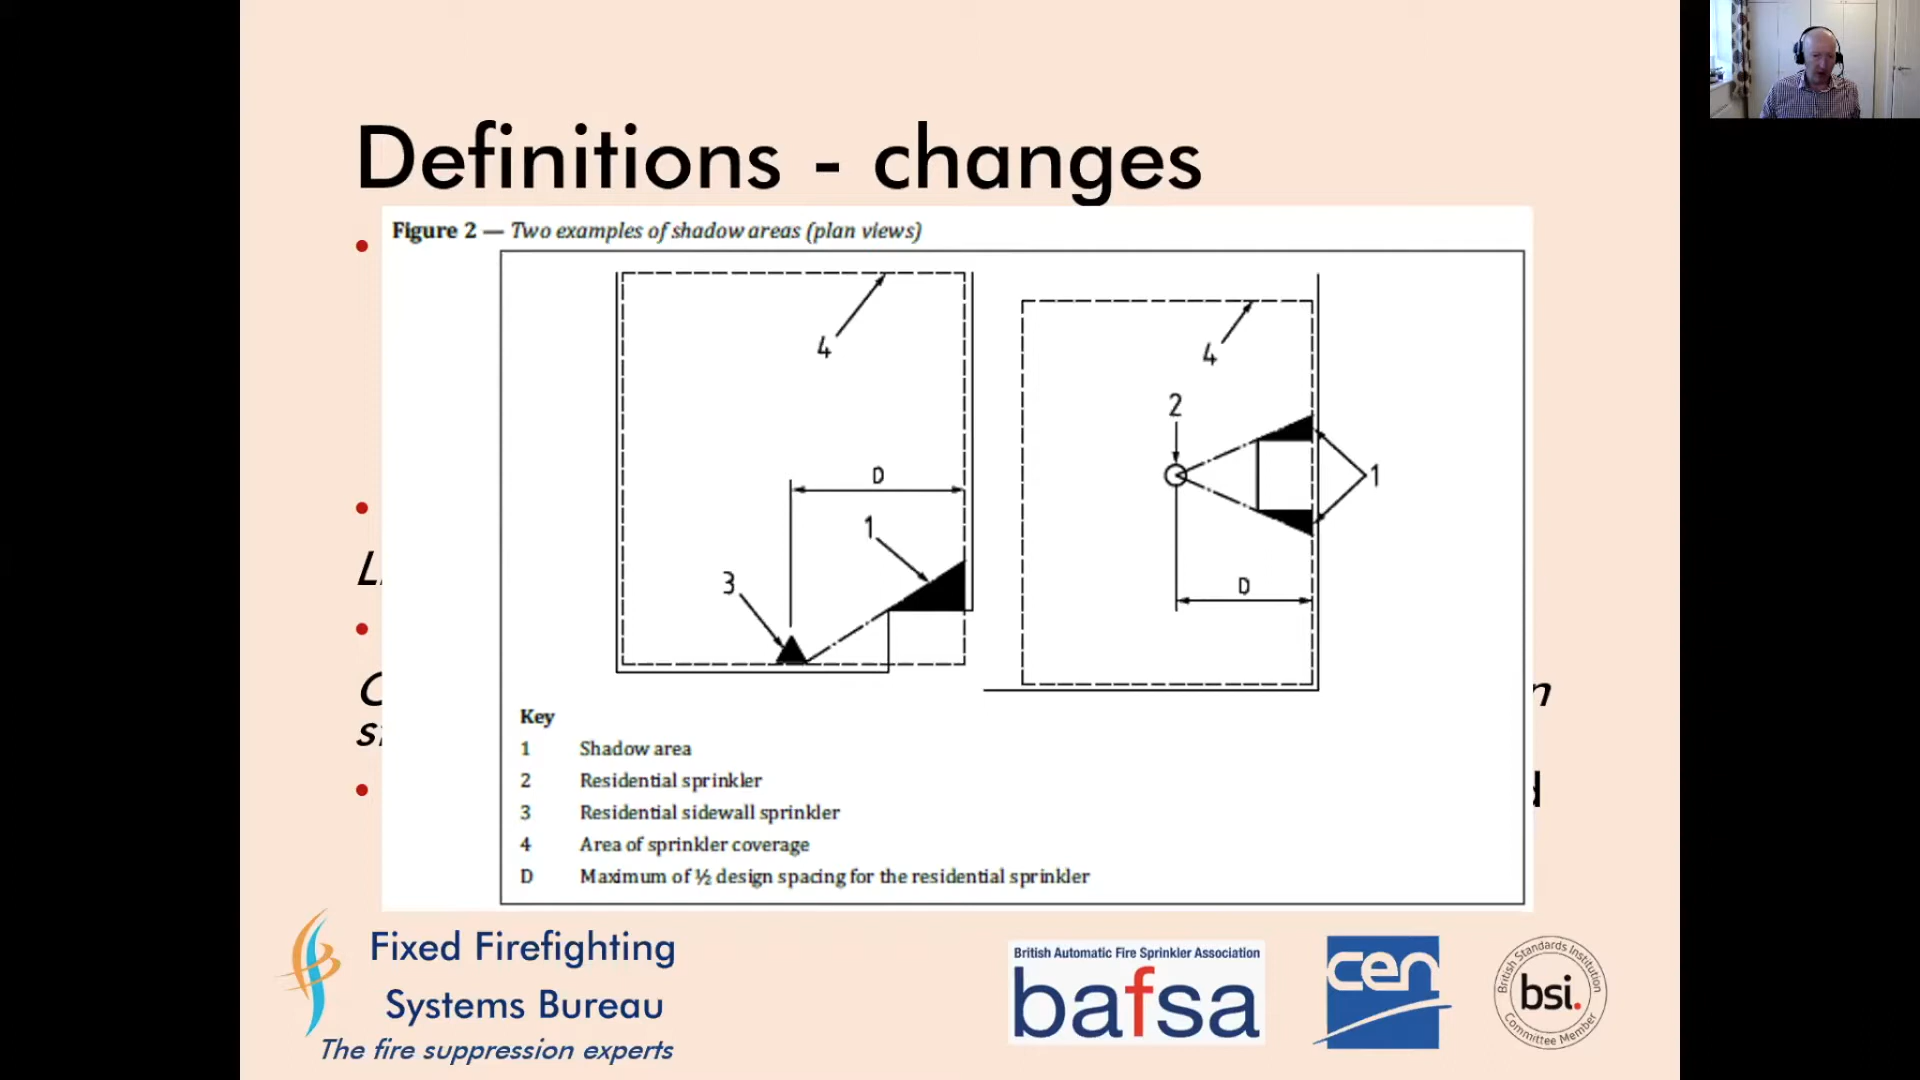 Definitions - changes
Figure 2 — Two examples of shadow areas (plan views)
4
4
2
D
1
1
3
D
Key
1 Shadow area
2 Residential sprinkler
3 Residential sidewall sprinkler
4 Area of sprinkler coverage
D Maximum of ½ design spacing for the residential sprinkler
Fixed Firefighting
Systems Bureau
The fire suppression experts
British Automatic Fire Sprinkler Association
bafsa
cen
British Standards Institution
bsi.
Committee Member